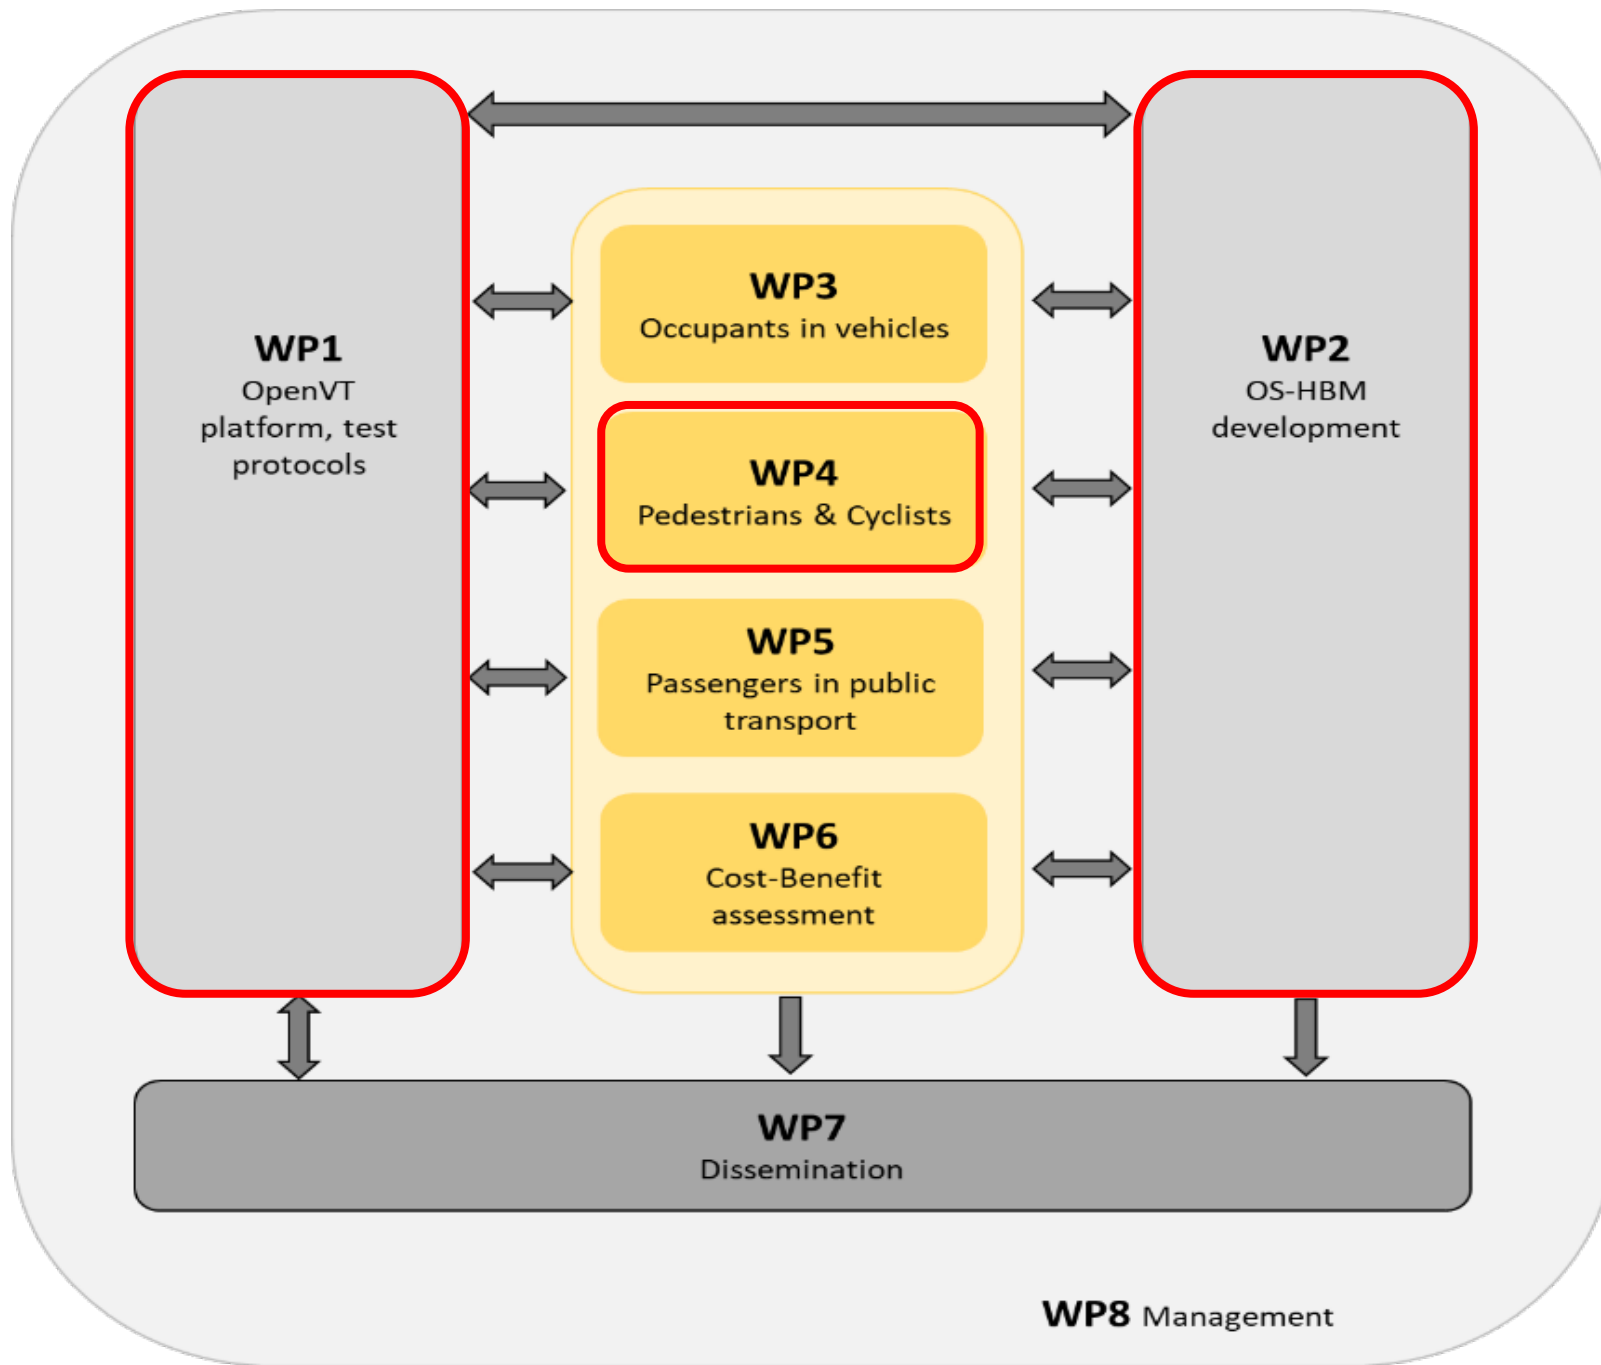 WP1
OpenVT
platform, test
protocols
WP3
Occupants in vehicles
WP4
Pedestrians & Cyclists
WP5
Passengers in public
transport
WP6
Cost-Benefit
assessment
WP2
OS-HBM
development
WP7
Dissemination
WP8 Management